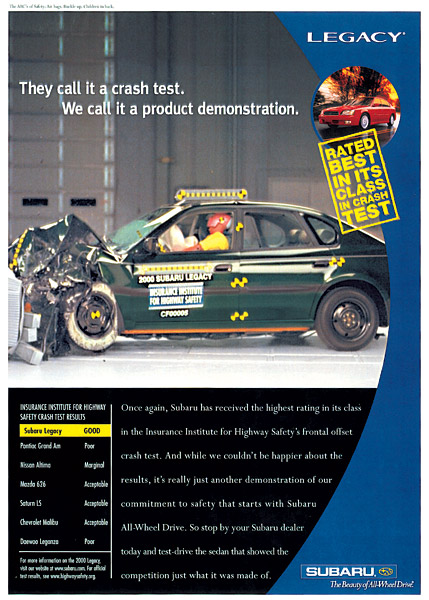 The ABC's of Safety: Air bags. Buckle up. Children in back.
LEGACY®
They call it a crash test.
We call it a product demonstration.
RATED
BEST
IN ITS
CLASS
IN CRASH
TEST
2000 SUBARU LEGACY
INSURANCE INSTITUTE
FOR HIGHWAY SAFETY
CF00005
INSURANCE INSTITUTE FOR HIGHWAY
SAFETY CRASH TEST RESULTS
Subaru Legacy GOOD
Pontiac Grand Am Poor
Nissan Altima Marginal
Mazda 626 Acceptable
Saturn LS Acceptable
Chevrolet Malibu Acceptable
Daewoo Leganza Poor
For more information on the 2000 Legacy,
visit our website at www.subaru.com. For official
test results, see www.highwaysafety.org.
Once again, Subaru has received the highest rating in its class
in the Insurance Institute for Highway Safety's frontal offset
crash test. And while we couldn't be happier about the
results, it's really just another demonstration of our
commitment to safety that starts with Subaru
All-Wheel Drive. So stop by your Subaru dealer
today and test-drive the sedan that showed the
competition just what it was made of.
SUBARU
The Beauty of All-Wheel Drive®